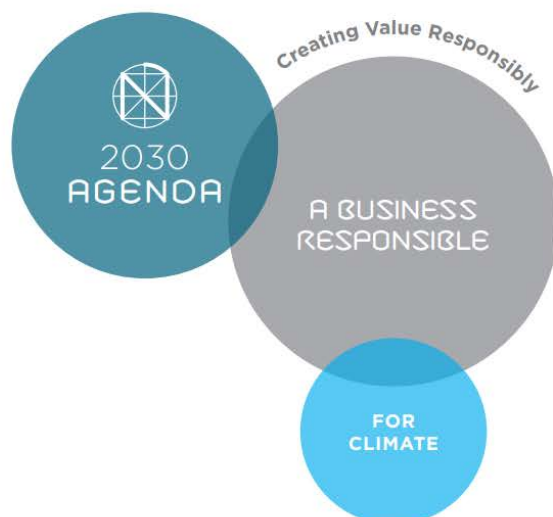 Creating Value Responsibly
2030
AGENDA
A BUSINESS
RESPONSIBLE
FOR
CLIMATE